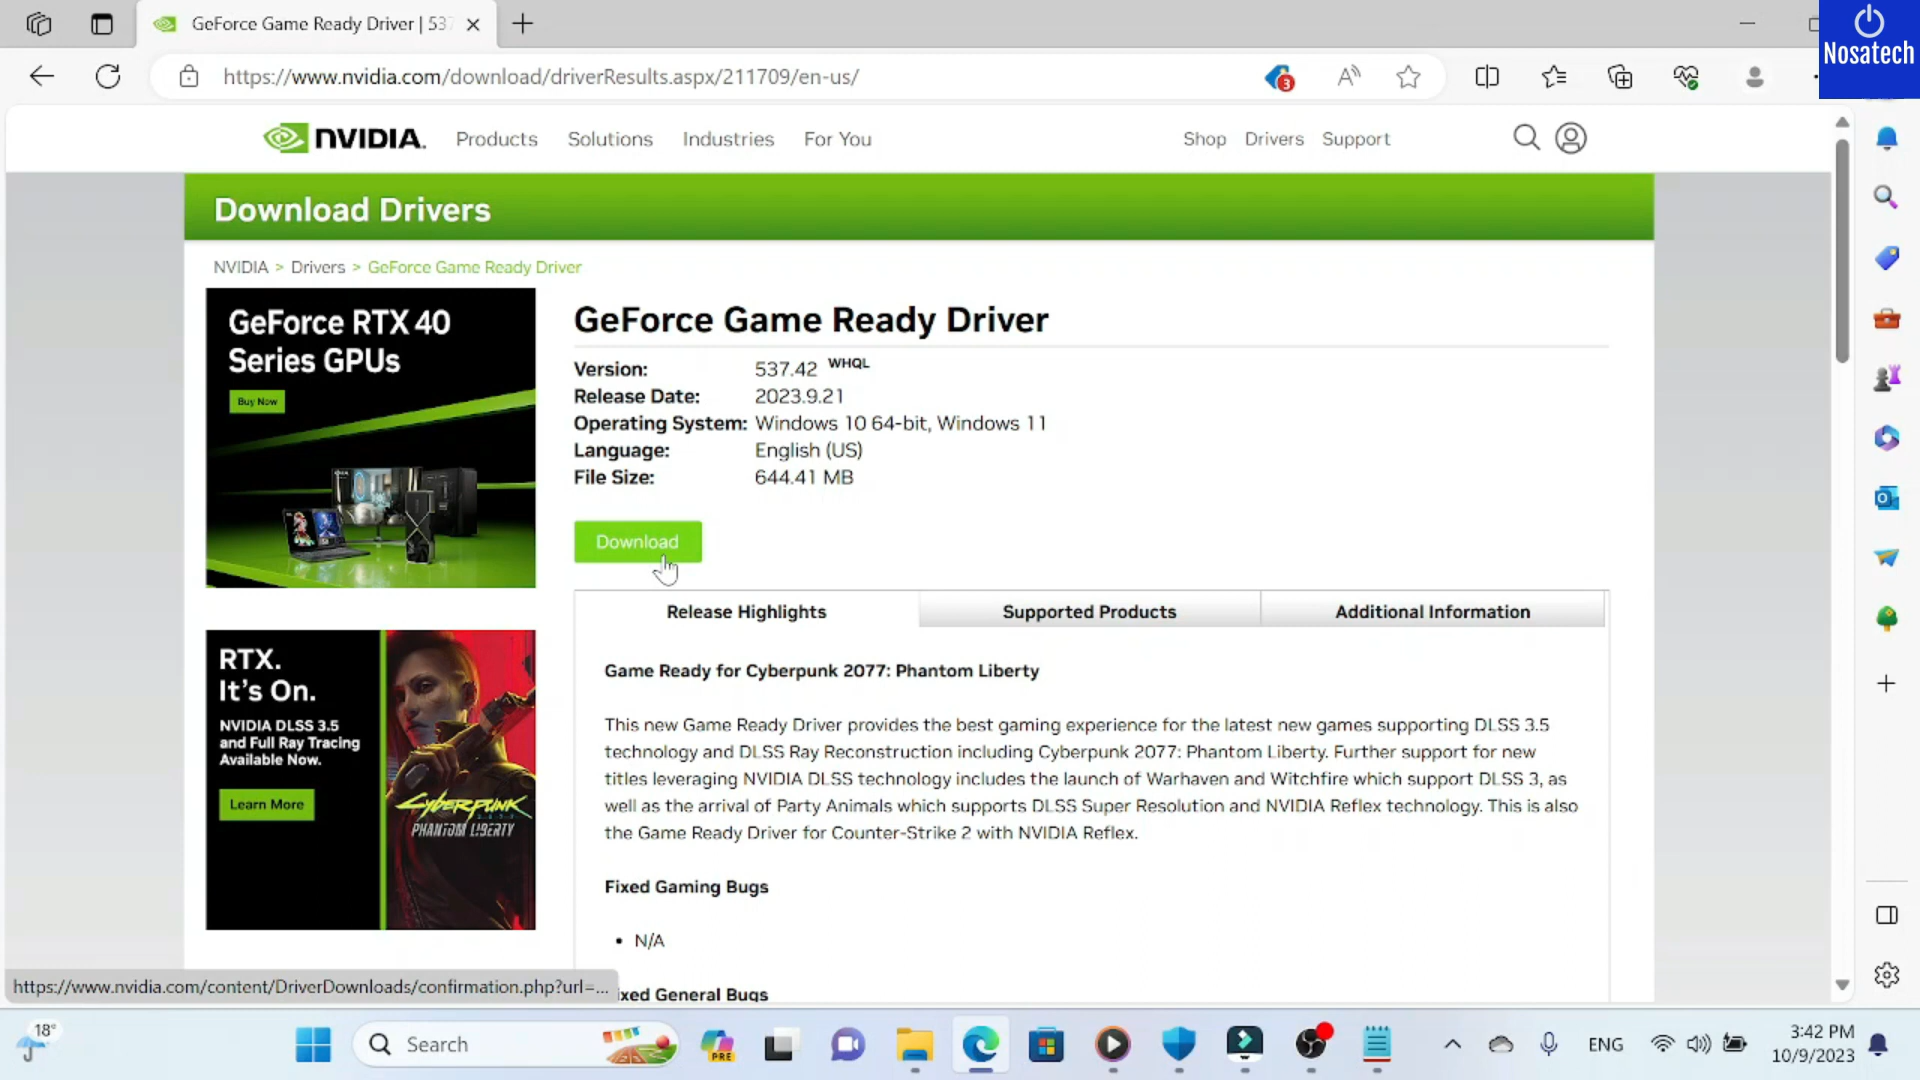 GeForce Game Ready Driver | 537
Nosatech
https://www.nvidia.com/download/driverResults.aspx/211709/en-us/
3
NVIDIA.
Products
Solutions
Industries
For You
Shop
Drivers
Support
Download Drivers
NVIDIA > Drivers > GeForce Game Ready Driver
GeForce RTX 40
Series GPUs
Buy Now
GeForce Game Ready Driver
Version: 537.42 WHQL
Release Date: 2023.9.21
Operating System: Windows 10 64-bit, Windows 11
Language: English (US)
File Size: 644.41 MB
Download
Release Highlights
Supported Products
Additional Information
RTX.
It's On.
NVIDIA DLSS 3.5
and Full Ray Tracing
Available Now.
Learn More
Cyberpunk
PHANTOM LIBERTY
Game Ready for Cyberpunk 2077: Phantom Liberty
This new Game Ready Driver provides the best gaming experience for the latest new games supporting DLSS 3.5
technology and DLSS Ray Reconstruction including Cyberpunk 2077: Phantom Liberty. Further support for new
titles leveraging NVIDIA DLSS technology includes the launch of Warhaven and Witchfire which support DLSS 3, as
well as the arrival of Party Animals which supports DLSS Super Resolution and NVIDIA Reflex technology. This is also
the Game Ready Driver for Counter-Strike 2 with NVIDIA Reflex.
Fixed Gaming Bugs
• N/A
https://www.nvidia.com/content/DriverDownloads/confirmation.php?url=...
ixed General Bugs
18°
Search
PRE
ENG
3:42 PM
10/9/2023